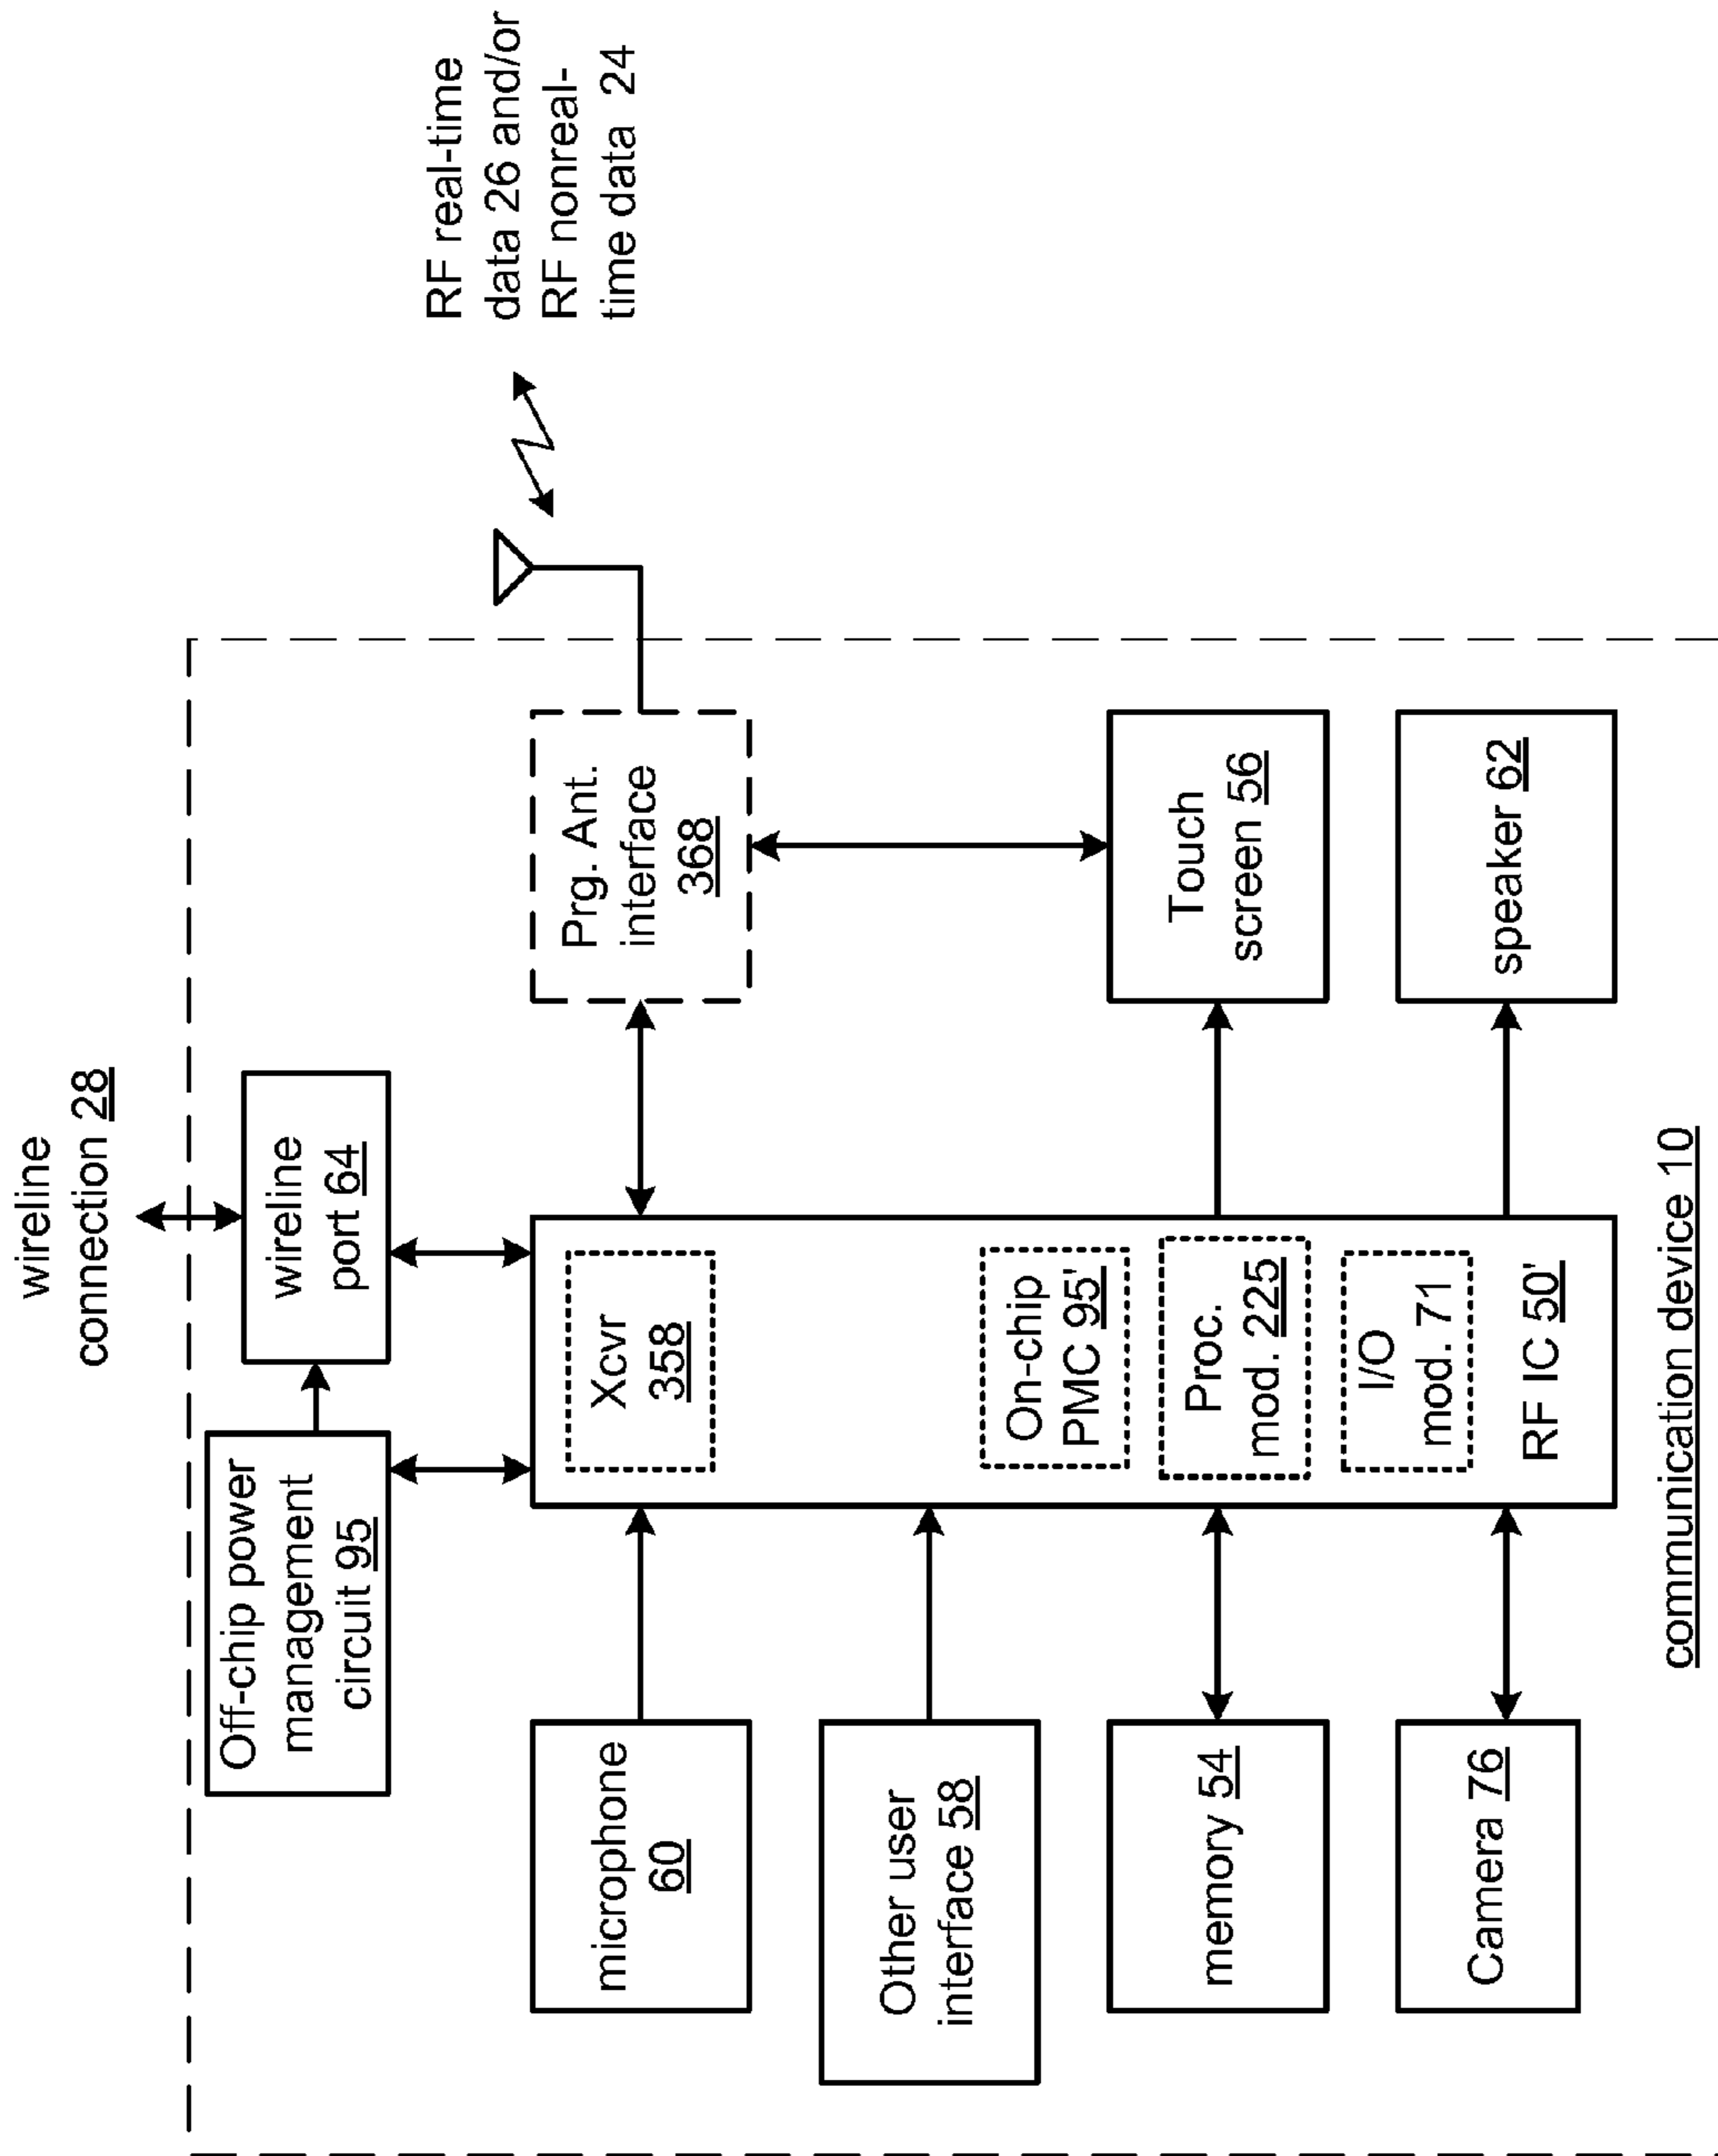 wireline
connection 28
Off-chip power
management
circuit 95
wireline
port 64
RF real-time
data 26 and/or
RF nonreal-
time data 24
microphone
60
Xcvr
358
Prg. Ant.
interface
368
Other user
interface 58
On-chip
PMC 95'
memory 54
Proc.
mod. 225
Touch
screen 56
Camera 76
I/O
mod. 71
RF IC 50'
speaker 62
communication device 10